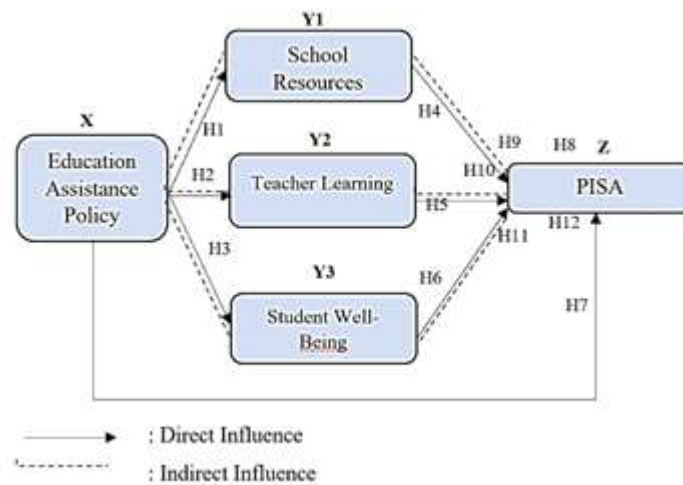 Y1
School
Resources
X
H1
H4
Education
Assistance
Policy
H2
Y2
Teacher Learning
H9
H8
H10
Z
PISA
H5
H12
H11
H3
Y3
H6
H7
Student Well-
Being
: Direct Influence
: Indirect Influence